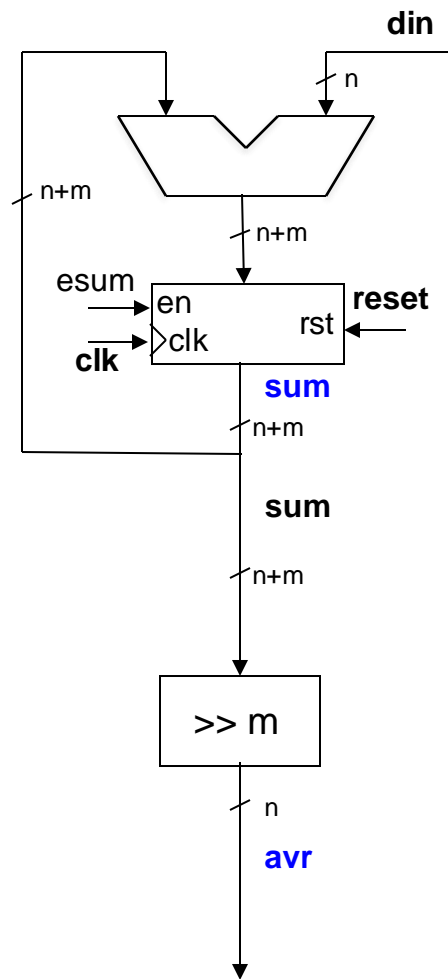 din
n
n+m
n+m
esum
en
reset
rst
clk
clk
sum
n+m
sum
n+m
>> m
n
avr